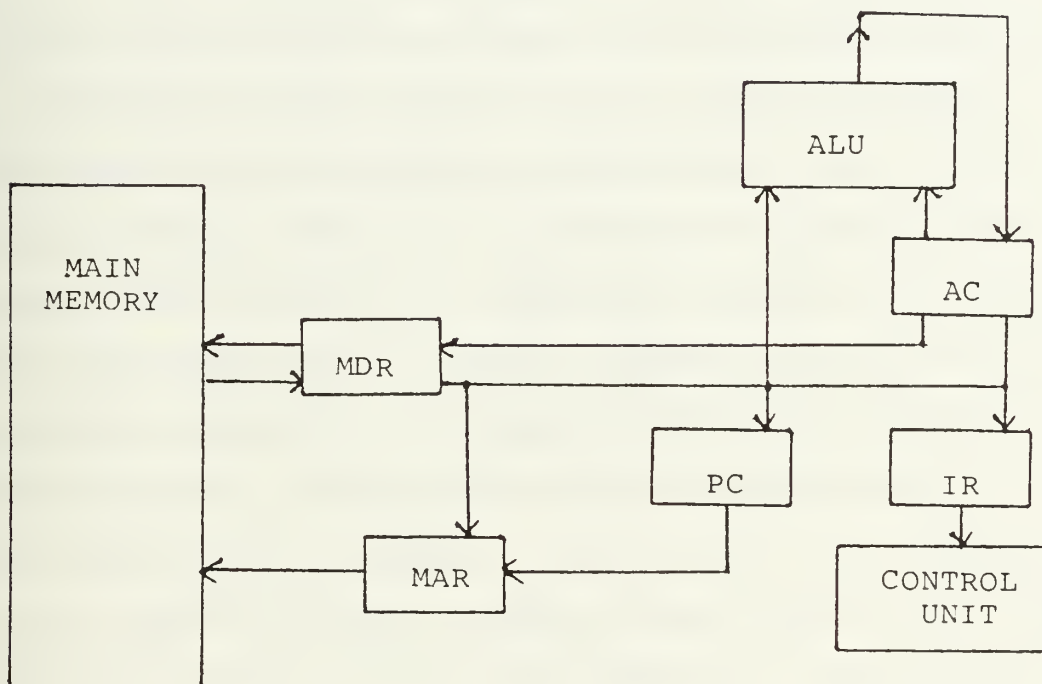 ALU
MAIN
MEMORY
AC
MDR
PC
IR
MAR
CONTROL
UNIT